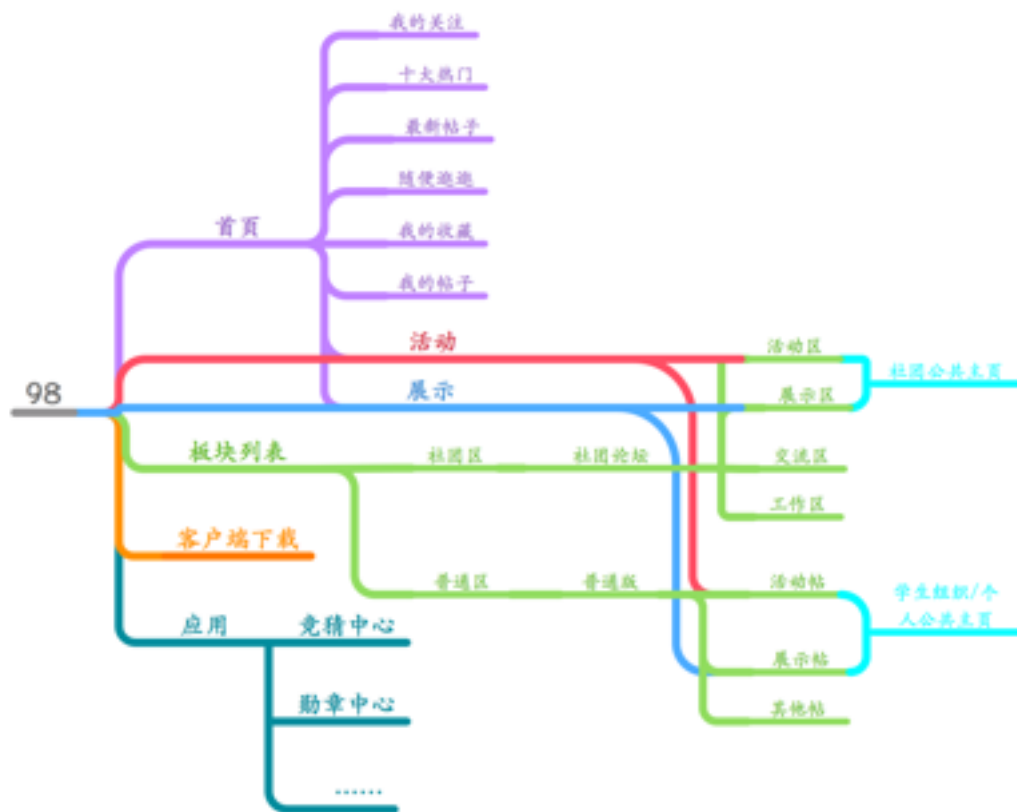 我的关注
十大热门
最新帖子
随便逛逛
首页
我的收藏
我的帖子
活动
活动区
社团公共主页
98
展示
展示区
板块列表
社团区
社团论坛
交流区
工作区
客户端下载
普通区
普通版
活动帖
学生组织/个
人公共主页
应用
竞猜中心
展示帖
勋章中心
其他帖
……